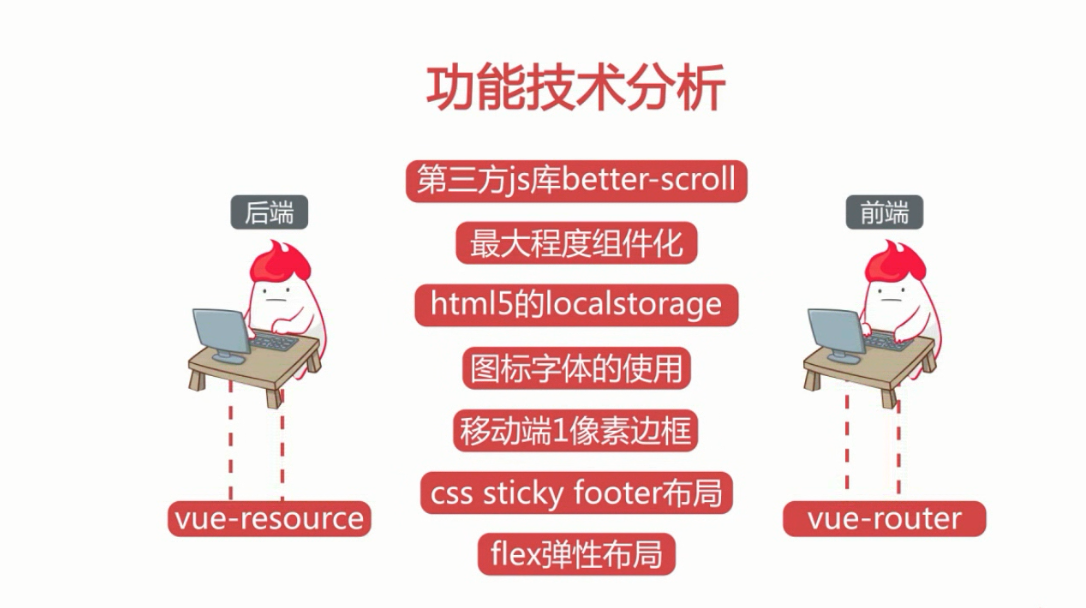 功能技术分析
第三方js库better-scroll
后端
前端
最大程度组件化
html5的localstorage
图标字体的使用
移动端1像素边框
css sticky footer布局
vue-resource
vue-router
flex弹性布局